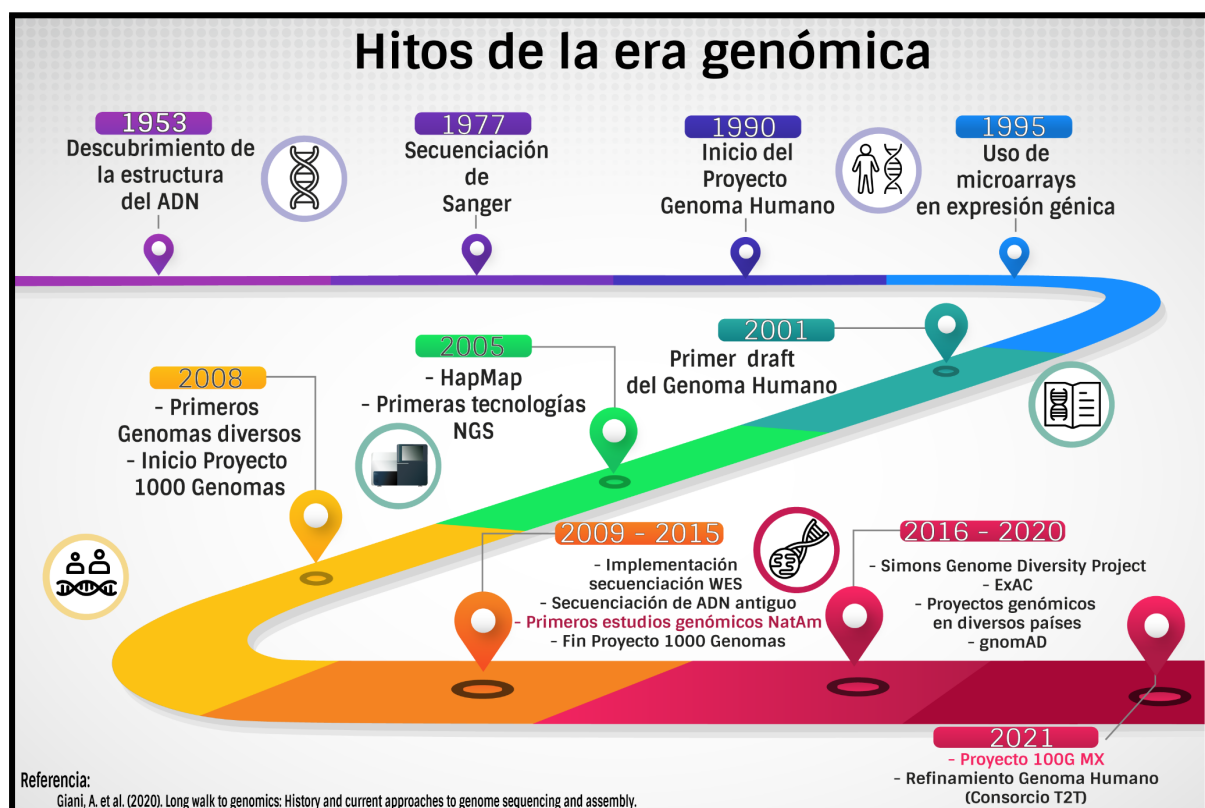 Hitos de la era genómica
1953
Descubrimiento de
la estructura
del ADN
1977
Secuenciación
de
Sanger
1990
Inicio del
Proyecto
Genoma Humano
1995
Uso de
microarrays
en expresión génica
2001
Primer draft
del Genoma Humano
2005
- HapMap
- Primeras tecnologías
NGS
2008
- Primeros
Genomas diversos
- Inicio Proyecto
1000 Genomas
2009 - 2015
- Implementación
secuenciación WES
- Secuenciación de ADN antiguo
- Primeros estudios genómicos NatAm
- Fin Proyecto 1000 Genomas
2016 - 2020
- Simons Genome Diversity Project
- ExAC
- Proyectos genómicos
en diversos países
- gnomAD
2021
- Proyecto 100G MX
- Refinamiento Genoma Humano
(Consorcio T2T)
Referencia:
Giani, A. et al. (2020). Long walk to genomics: History and current approaches to genome sequencing and assembly.